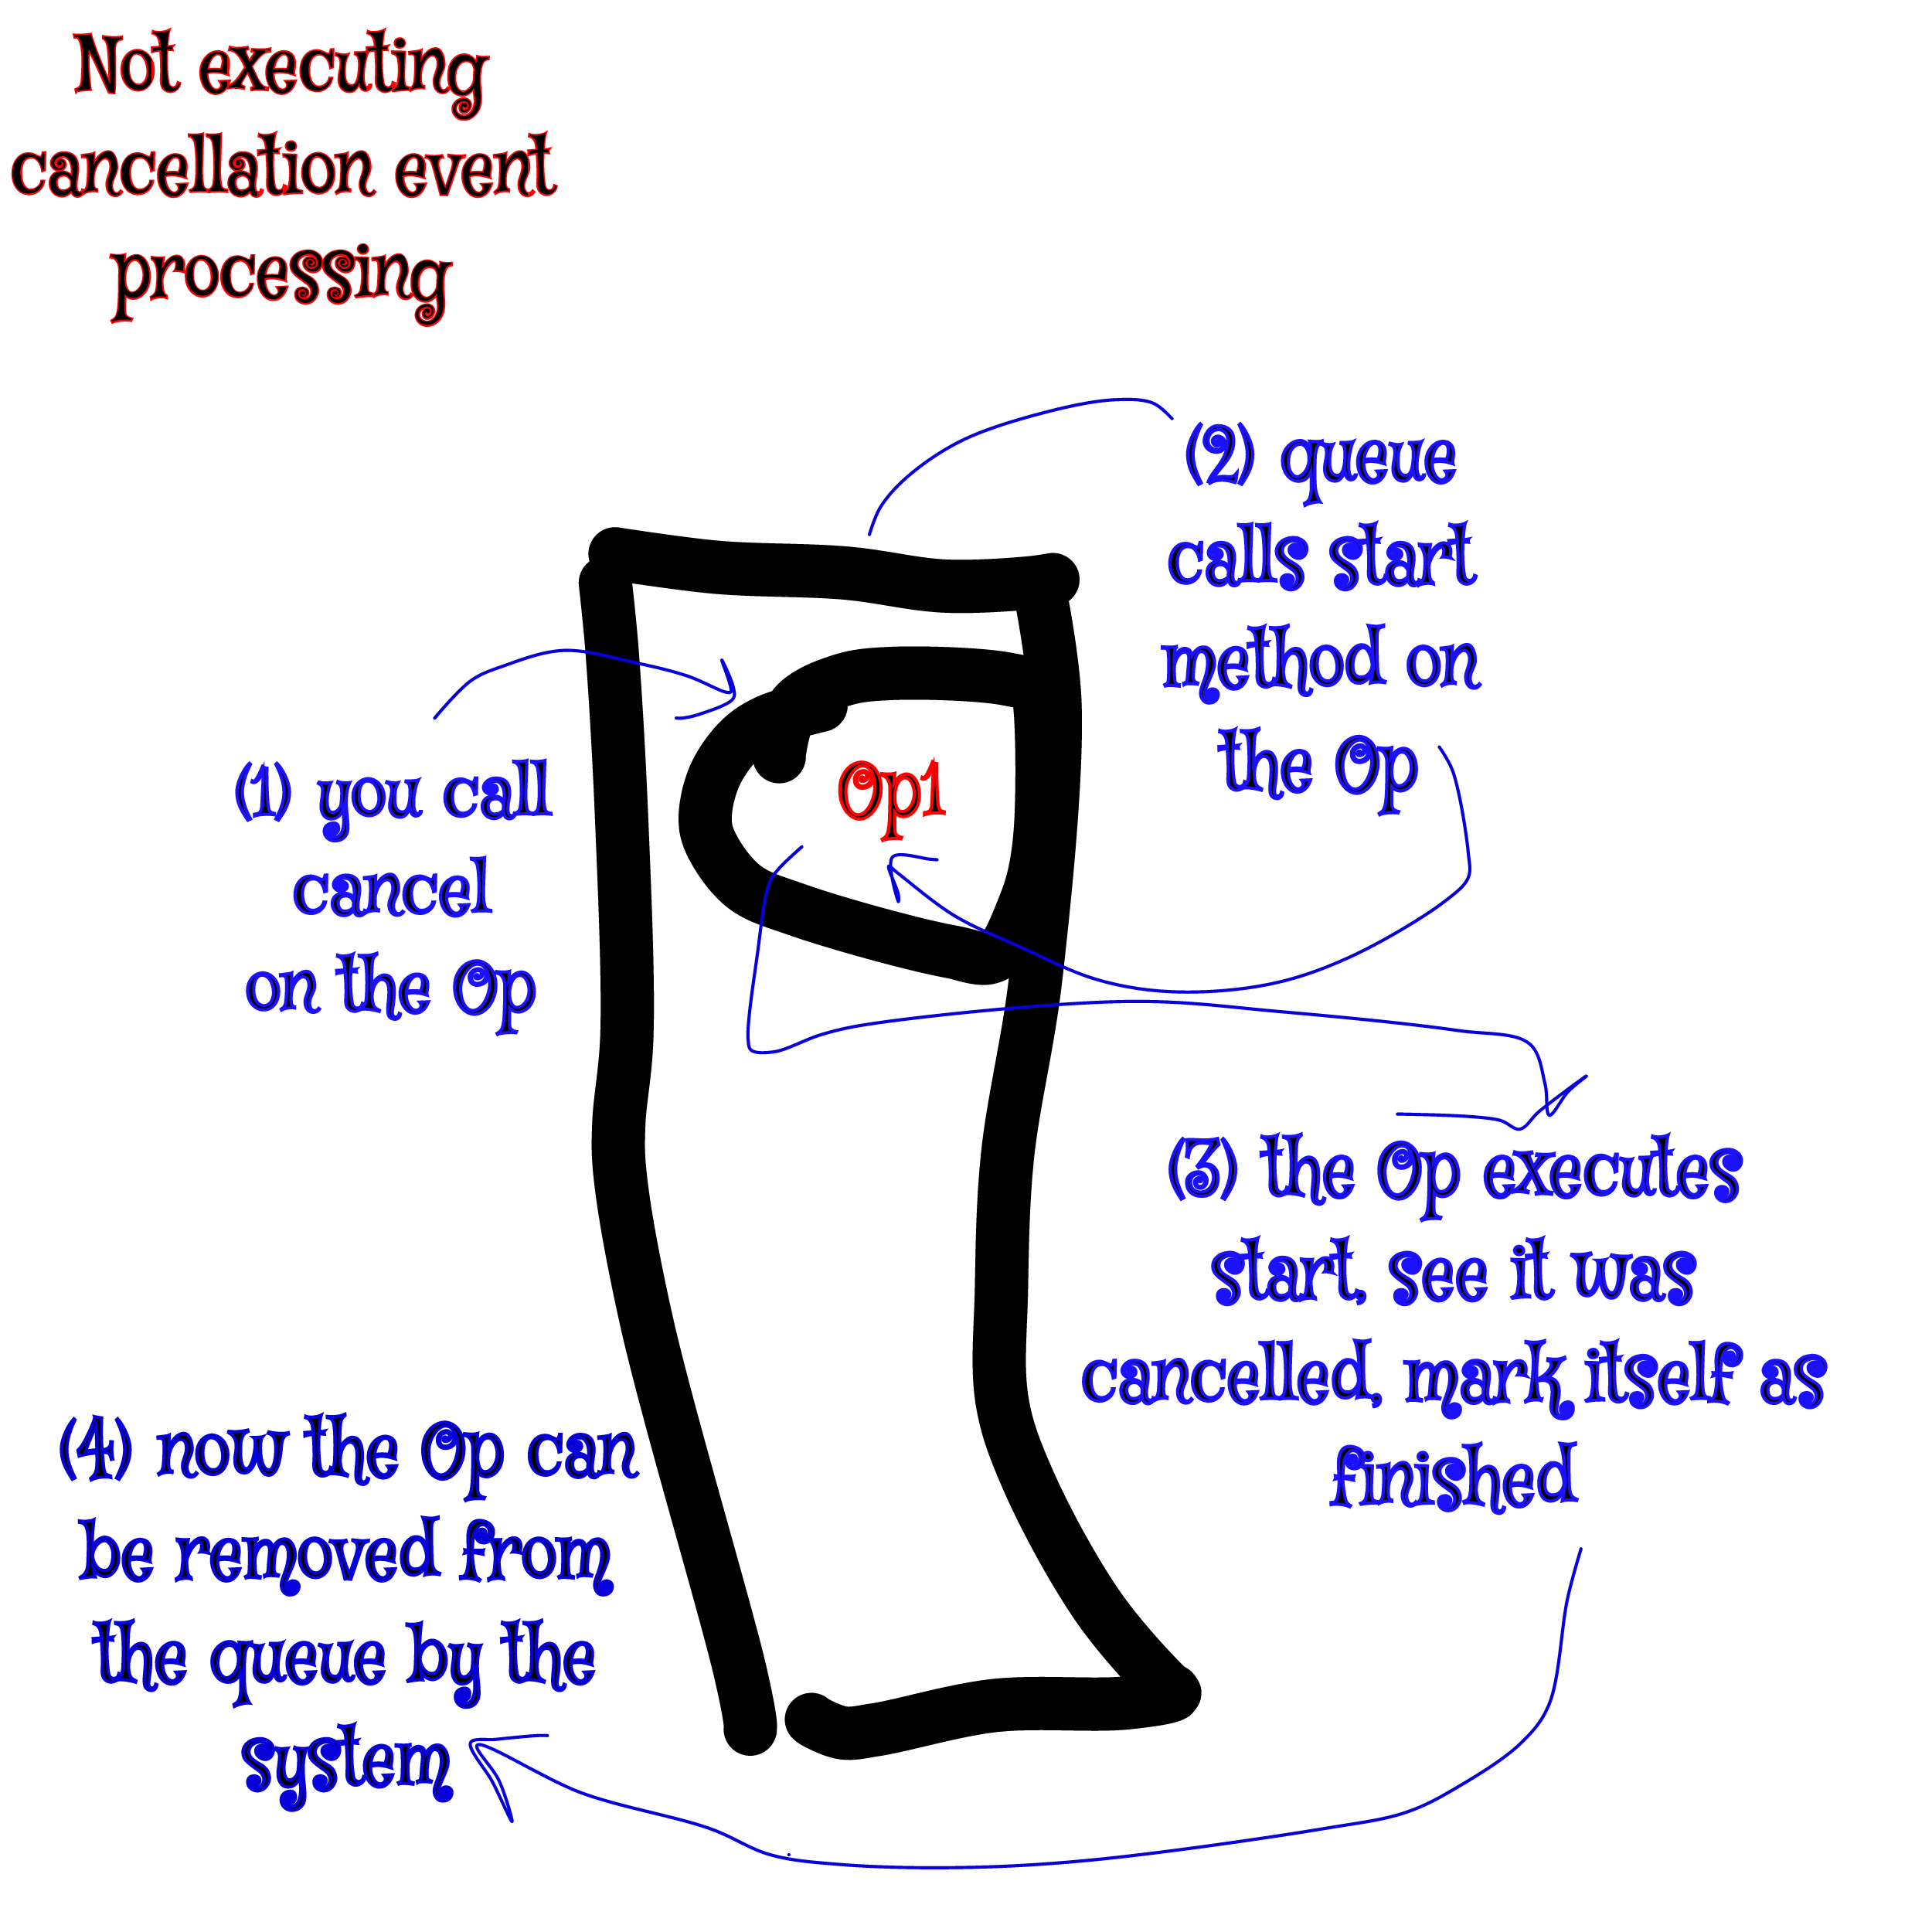 Not executing
cancellation event
processing
(2) queue
calls start
method on
the Op
(1) you call
cancel
on the Op
Op1
(3) the Op executes
start, see it was
cancelled, mark itself as
finished
(4) now the Op can
be removed from
the queue by the
system